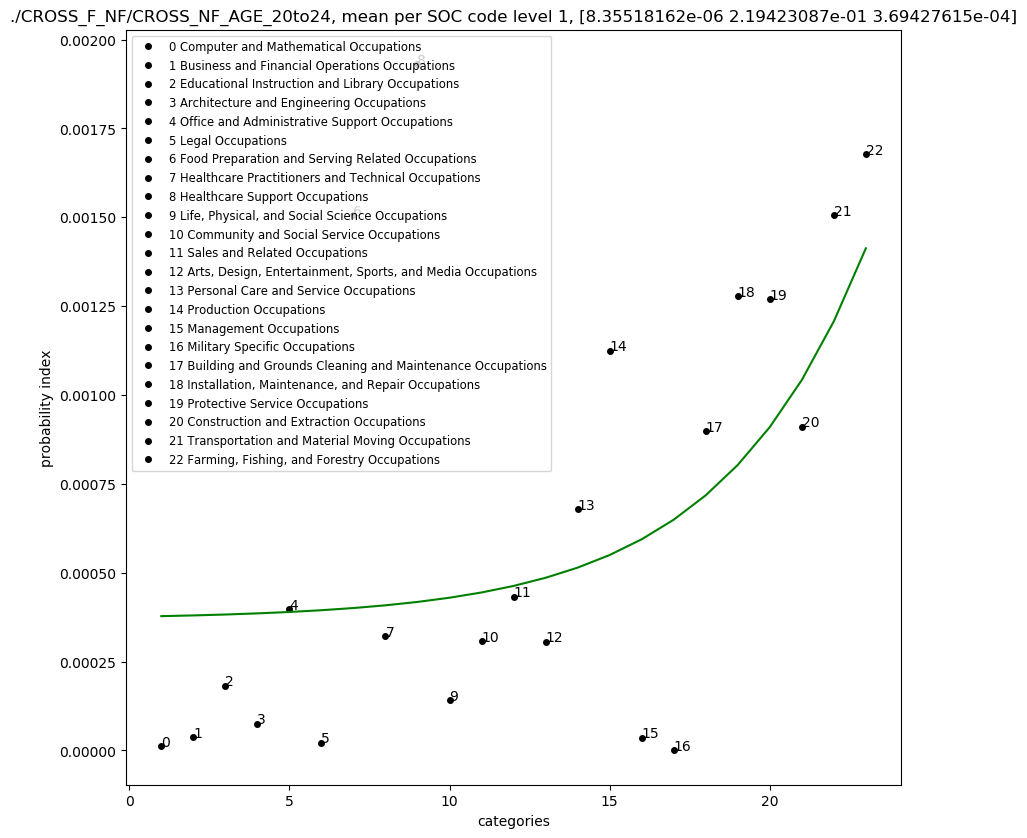 ./CROSS_F_NF/CROSS_NF_AGE_20to24, mean per SOC code level 1, [8.35518162e-06 2.19423087e-01 3.69427615e-04]
0.00200
0.00175
0.00150
0.00125
0.00100
0.00075
0.00050
0.00025
0.00000
probability index
0 Computer and Mathematical Occupations
1 Business and Financial Operations Occupations
2 Educational Instruction and Library Occupations
3 Architecture and Engineering Occupations
4 Office and Administrative Support Occupations
5 Legal Occupations
6 Food Preparation and Serving Related Occupations
7 Healthcare Practitioners and Technical Occupations
8 Healthcare Support Occupations
9 Life, Physical, and Social Science Occupations
10 Community and Social Service Occupations
11 Sales and Related Occupations
12 Arts, Design, Entertainment, Sports, and Media Occupations
13 Personal Care and Service Occupations
14 Production Occupations
15 Management Occupations
16 Military Specific Occupations
17 Building and Grounds Cleaning and Maintenance Occupations
18 Installation, Maintenance, and Repair Occupations
19 Protective Service Occupations
20 Construction and Extraction Occupations
21 Transportation and Material Moving Occupations
22 Farming, Fishing, and Forestry Occupations
0
1
2
3
4
5
6
7
8
9
10
11
12
13
14
15
16
17
18
19
20
21
22
0
5
10
15
20
categories